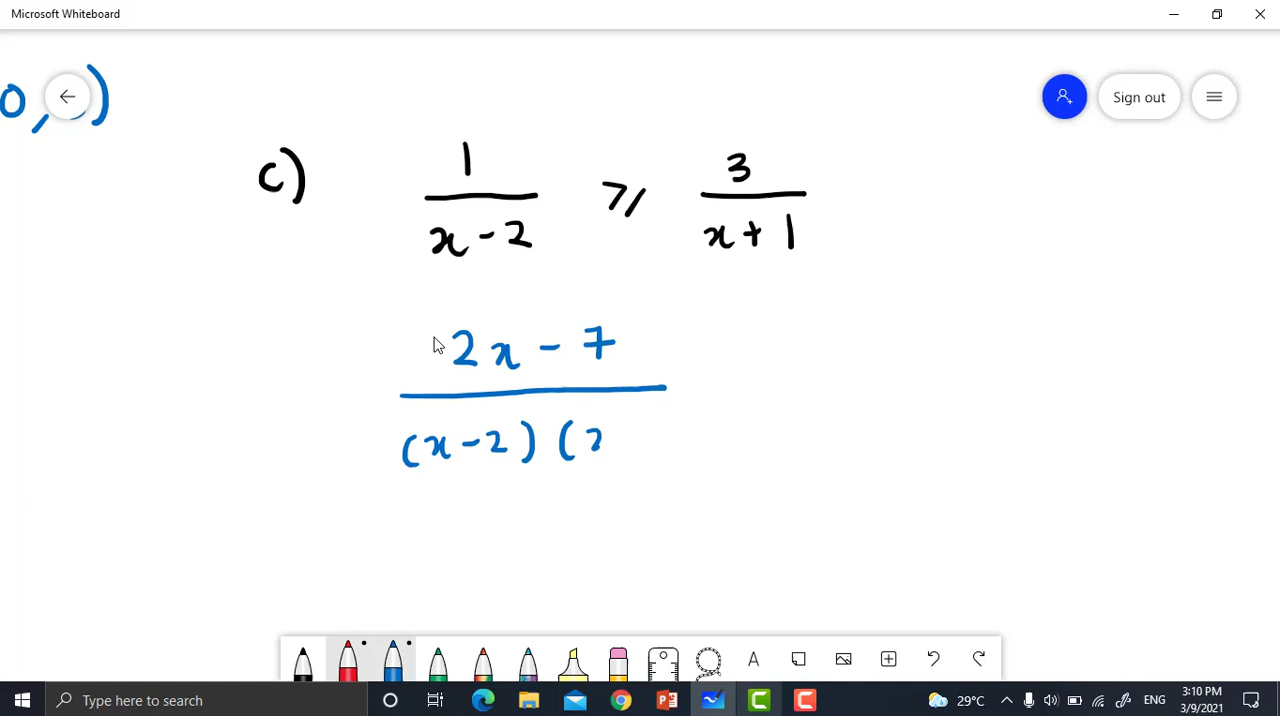 Microsoft Whiteboard
0, )
Sign out
c) 1/(x - 2) ⩾ 3/(x + 1)
2x - 7
(x - 2) (
A
Type here to search
29°C
ENG
3:10 PM
3/9/2021